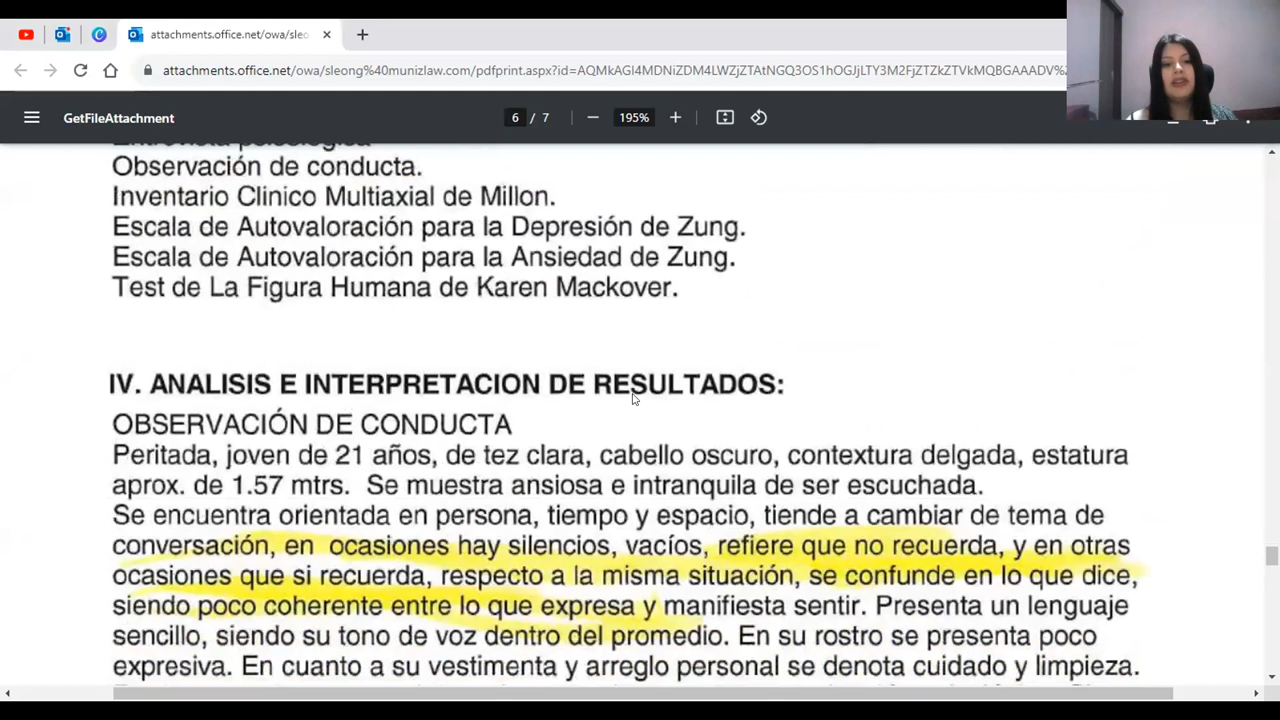 attachments.office.net/owa/sleo
attachments.office.net/owa/sleong%40munizlaw.com/pdfprint.aspx?id=AQMkAGI4MDNiZDM4LWZjZTAtNGQ3OS1hOGJjLTY3M2FjZTZkZTVkMQBGAAADV%2
GetFileAttachment 6 / 7 195%
Entrevista psicológica
Observación de conducta.
Inventario Clinico Multiaxial de Millon.
Escala de Autovaloración para la Depresión de Zung.
Escala de Autovaloración para la Ansiedad de Zung.
Test de La Figura Humana de Karen Mackover.
IV. ANALISIS E INTERPRETACION DE RESULTADOS:
OBSERVACIÓN DE CONDUCTA
Peritada, joven de 21 años, de tez clara, cabello oscuro, contextura delgada, estatura
aprox. de 1.57 mtrs. Se muestra ansiosa e intranquila de ser escuchada.
Se encuentra orientada en persona, tiempo y espacio, tiende a cambiar de tema de
conversación, en ocasiones hay silencios, vacíos, refiere que no recuerda, y en otras
ocasiones que si recuerda, respecto a la misma situación, se confunde en lo que dice,
siendo poco coherente entre lo que expresa y manifiesta sentir. Presenta un lenguaje
sencillo, siendo su tono de voz dentro del promedio. En su rostro se presenta poco
expresiva. En cuanto a su vestimenta y arreglo personal se denota cuidado y limpieza.